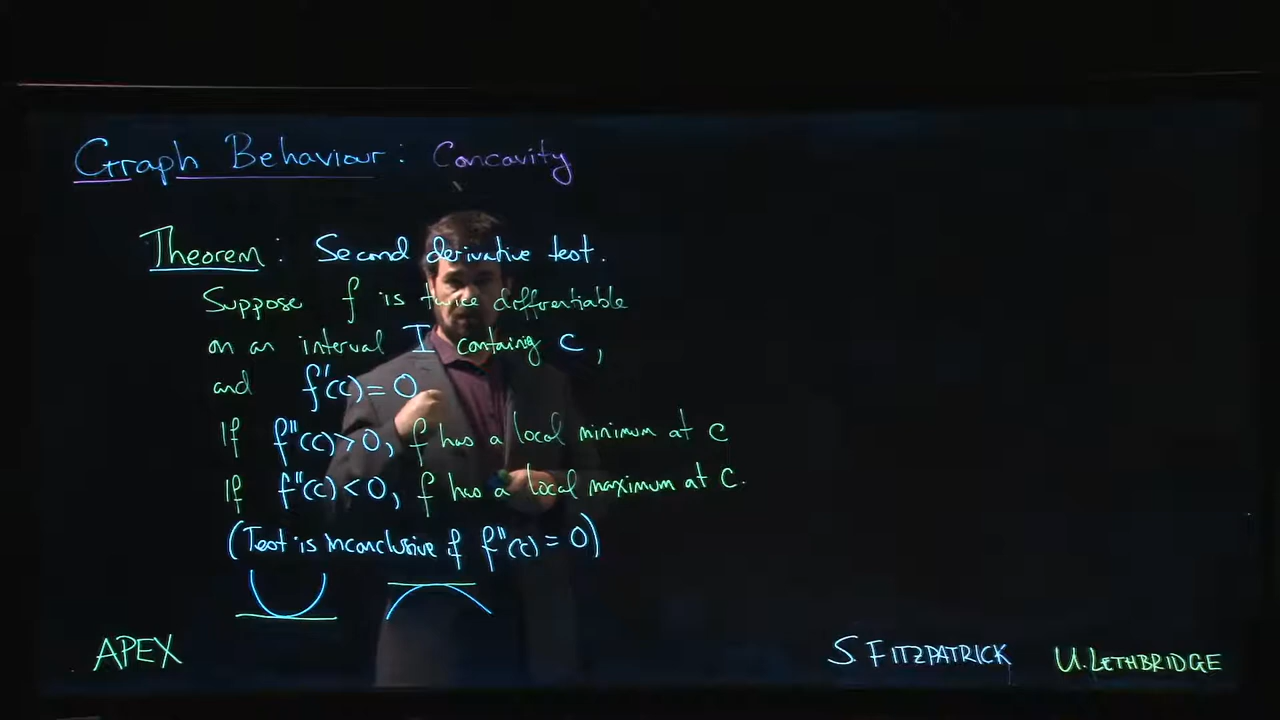 Graph Behaviour: Concavity
Theorem: Second derivative test.
Suppose f is twice differentiable
on an interval I containing c,
and f'(c) = 0
If f''(c) > 0, f has a local minimum at c
If f''(c) < 0, f has a local maximum at c.
(Test is inconclusive if f''(c) = 0)
APEX
S FITZPATRICK U. LETHBRIDGE